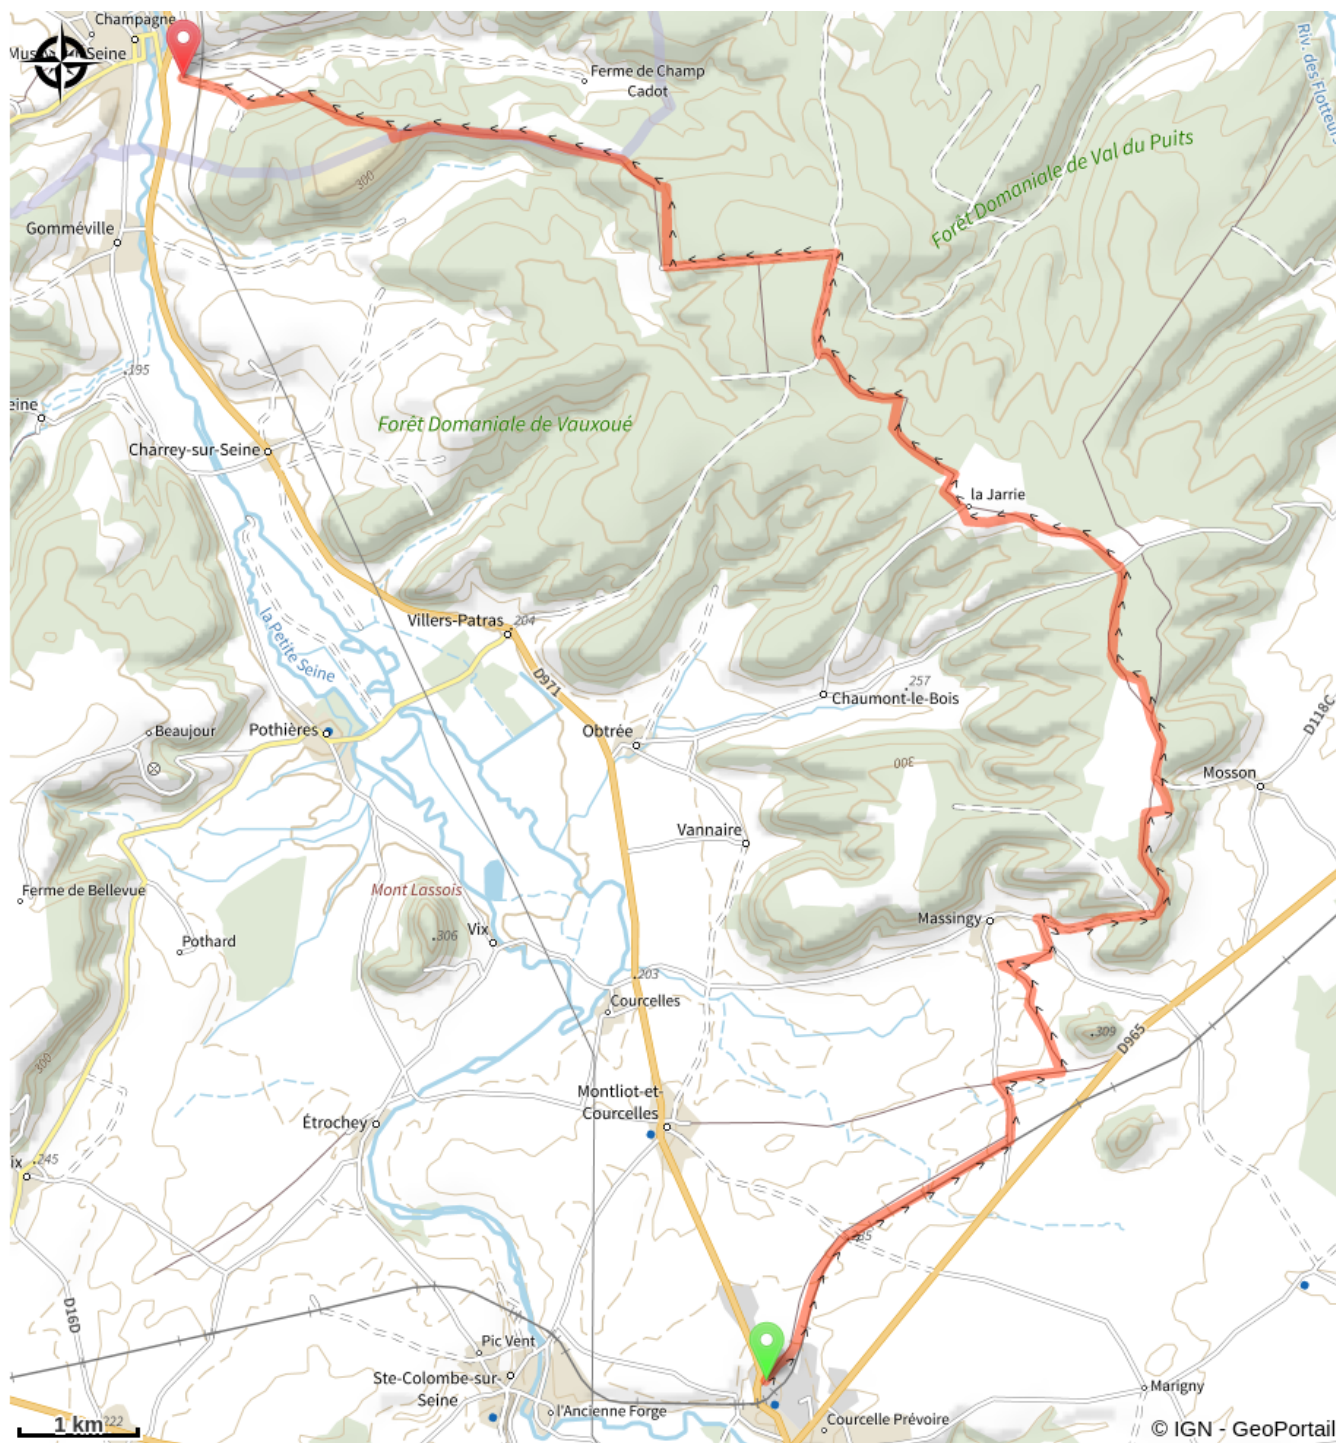 Champagne
Seine
Ferme de Champ
Cadot
Riv. des Flotteurs
Forêt Domaniale de Val du Puits
300
Gomméville
195
eine
Forêt Domaniale de Vauxoué
Charrey-sur-Seine
la Jarrie
Villers-Patras
204
la Petite Seine
D971
257
Chaumont-le-Bois
Beaujour
Pothières
Obtrée
D118C
300
Mosson
Vannaire
Ferme de Bellevue
Mont Lassois
Massingy
Vix
306
Pothard
203
Courcelles
309
D965
300
Montliot-et-
Courcelles
Étrochey
ix
245
D16D
Pic Vent
Ste-Colombe-sur-
Seine
l'Ancienne Forge
Marigny
Courcelle Prévoire
1 km
222
© IGN - GeoPortail